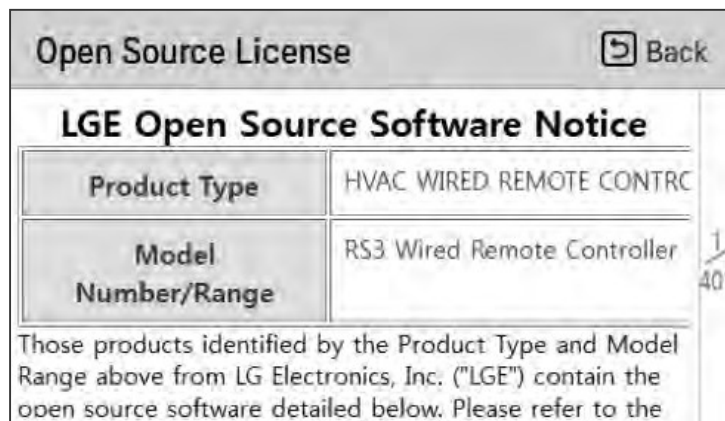 Open Source License
Back
LGE Open Source Software Notice
Product Type
HVAC WIRED REMOTE CONTRC
Model
Number/Range
RS3 Wired Remote Controller
1/40
Those products identified by the Product Type and Model
Range above from LG Electronics, Inc. ("LGE") contain the
open source software detailed below. Please refer to the